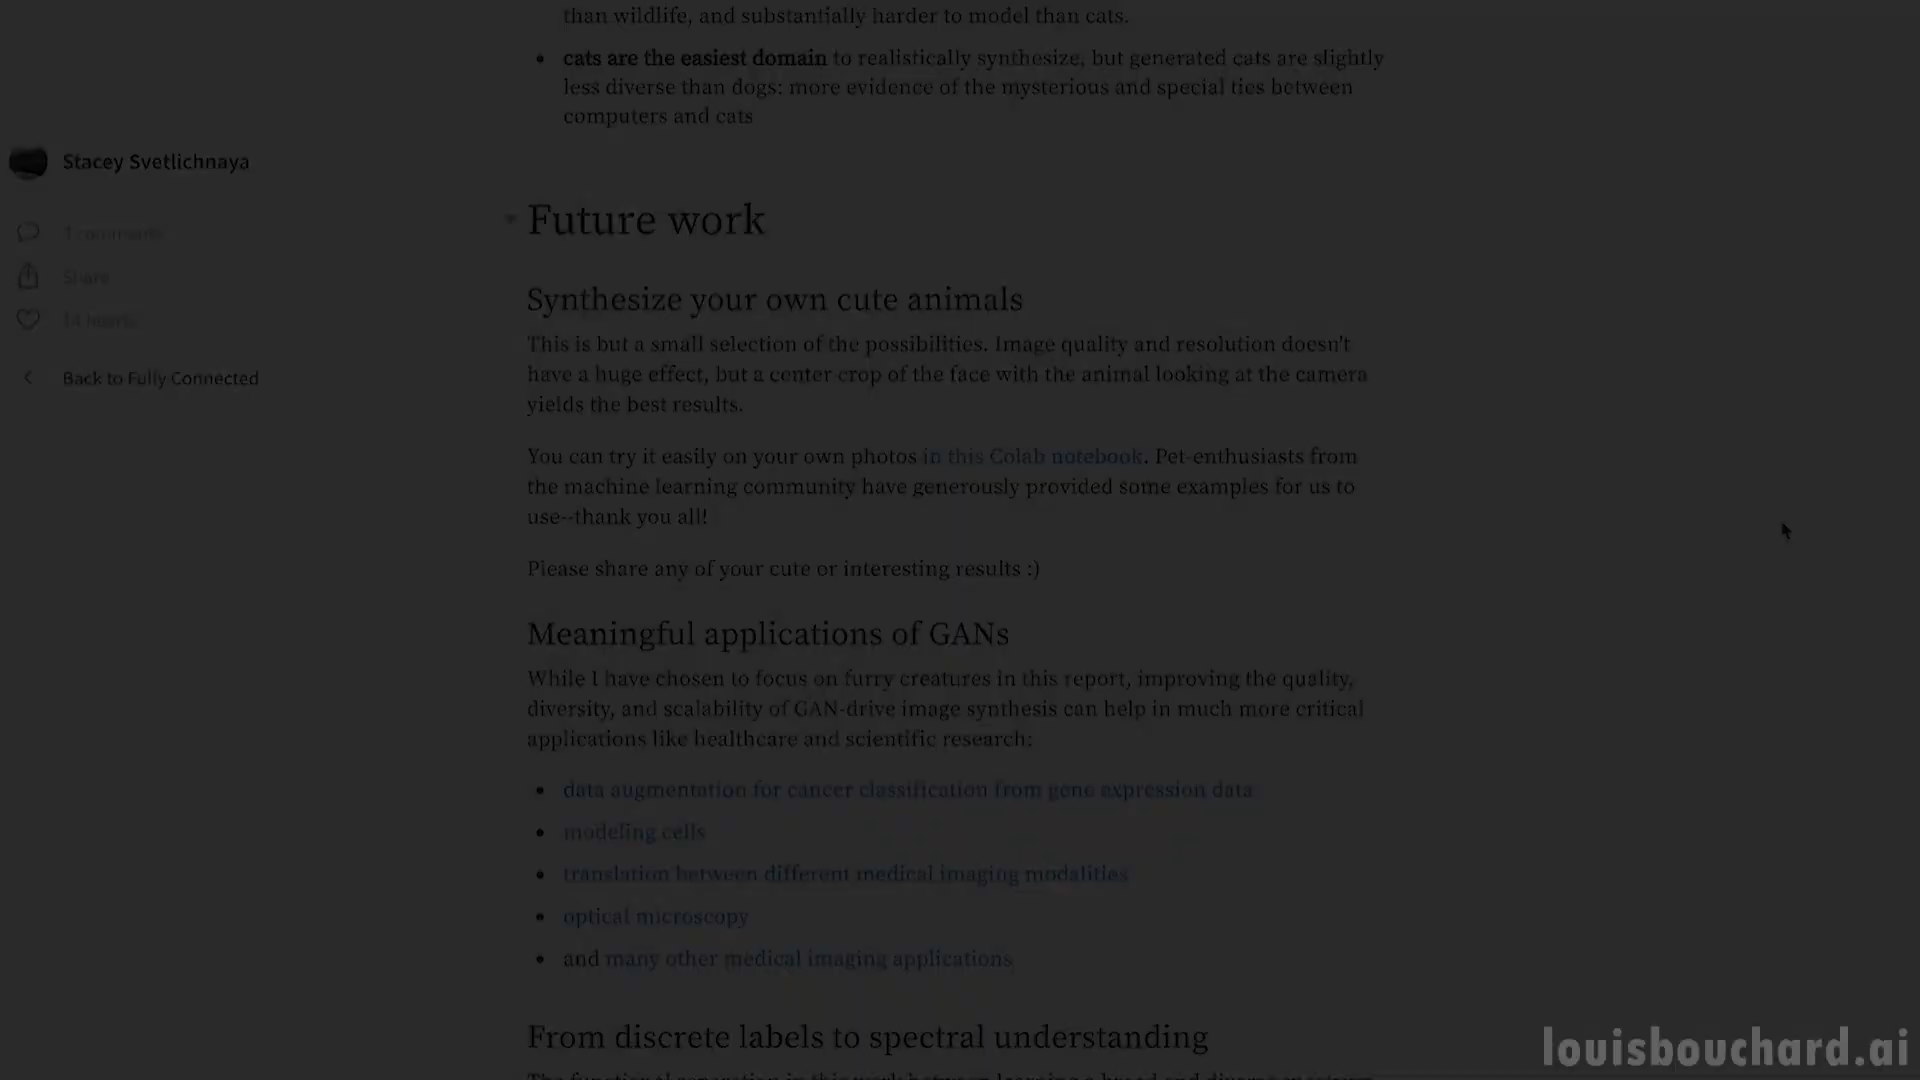 than wildlife, and substantially harder to model than cats.
• cats are the easiest domain to realistically synthesize, but generated cats are slightly
less diverse than dogs: more evidence of the mysterious and special ties between
computers and cats
Stacey Svetlichnaya
comments
Share
14 hearts
Back to Fully Connected
Future work
Synthesize your own cute animals
This is but a small selection of the possibilities. Image quality and resolution doesn't
have a huge effect, but a center crop of the face with the animal looking at the camera
yields the best results.
You can try it easily on your own photos in this Colab notebook. Pet-enthusiasts from
the machine learning community have generously provided some examples for us to
use--thank you all!
Please share any of your cute or interesting results :)
Meaningful applications of GANs
While I have chosen to focus on furry creatures in this report, improving the quality,
diversity, and scalability of GAN-drive image synthesis can help in much more critical
applications like healthcare and scientific research:
• data augmentation for cancer classification from gene expression data
• modeling cells
• translation between different medical imaging modalities
• optical microscopy
• and many other medical imaging applications
From discrete labels to spectral understanding
louisbouchard.ai